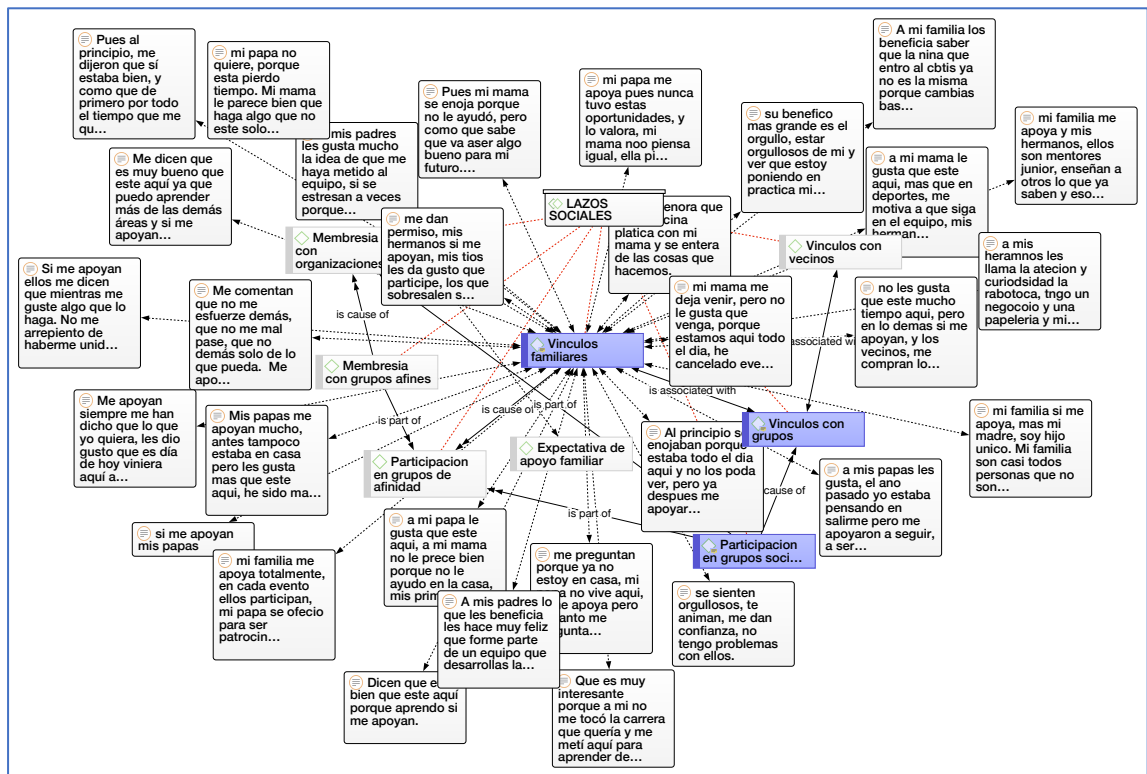 Pues al
principio, me
dijeron que sí
estaba bien, y
como que de
primero por todo
el tiempo que me
qu…
mi papa no
quiere, porque
esta pierdo
tiempo. Mi mama
le parece bien que
haga algo que no
este solo…
mis padres
les gusta mucho
la idea de que me
haya metido al
equipo, si se
estresan a veces
porque…
Pues mi mama
se enoja porque
no le ayudó, pero
como que sabe
que va aser algo
bueno para mi
futuro.…
mi papa me
apoya pues nunca
tuvo estas
oportunidades, y
lo valora, mi
mama noo piensa
igual, ella pi…
su benefico
mas grande es el
orgullo, estar
orgullosos de mi y
ver que estoy
poniendo en
practica mi…
A mi familia los
beneficia saber
que la nina que
entro al cbtis ya
no es la misma
porque cambias
bas…
mi familia me
apoya y mis
hermanos, ellos
son mentores
junior, enseñan a
otros lo que ya
saben y eso…
Me dicen que
es muy bueno que
este aquí ya que
puedo aprender
más de las demás
áreas y si me
apoyan…
a mi mama le
gusta que este
aqui, mas que en
deportes, me
motiva a que siga
en el equipo, mis
herman…
LAZOS
SOCIALES
enora que
cina
platica con mi
mama y se entera
de las cosas que
hacemos.
me dan
permiso, mis
hermanos si me
apoyan, mis tios
les da gusto que
participe, los que
sobresalen s…
Membresia
con organizaciones
Vinculos con
vecinos
a mis
heramnos les
llama la atecion y
curiodsidad la
rabotoca, tngo un
negocoio y una
papeleria y mi…
Si me apoyan
ellos me dicen
que mientras me
guste algo que lo
haga. No me
arrepiento de
haberme unid…
Me comentan
que no me
esfuerze demás,
que no me mal
pase, que no
demás solo de lo
que pueda. Me
apo…
mi mama me
deja venir, pero no
le gusta que
venga, porque
estamos aqui todo
el dia, he
cancelado eve…
no les gusta
que este mucho
tiempo aqui, pero
en lo demas si me
apoyan, y los
vecinos, me
compran lo…
is cause of
associated wi
Vinculos
familiares
Membresia
con grupos afines
is associated with
is part of
is cause of
is part of
Me apoyan
siempre me han
dicho que lo que
yo quiera, les dio
gusto que es día
de hoy viniera
aquí a…
Mis papas me
apoyan mucho,
antes tampoco
estaba en casa
pero les gusta
mas que este
aqui, he sido ma…
Participacion
en grupos de
afinidad
Expectativa de
apoyo familiar
Al principio se
enojaban porque
estaba todo el dia
aqui y no los poda
ver, pero ya
despues me
apoyar…
Vinculos con
grupos
mi familia si me
apoya, mas mi
madre, soy hijo
unico. Mi familia
son casi todos
personas que no
son…
a mis papas les
gusta, el ano
pasado yo estaba
pensando en
salirme pero me
apoyaron a seguir,
a ser…
cause of
is part of
Participacion
en grupos soci…
si me apoyan
mis papas
mi familia me
apoya totalmente,
en cada evento
ellos participan,
mi papa se ofecio
para ser
patrocin…
a mi papa le
gusta que este
aqui, a mi mama
no le prece bien
porque no le
ayudo en la casa,
mis prim
me preguntan
porque ya no
estoy en casa, mi
no vive aqui,
e apoya pero
anto me
gunta…
A mis padres lo
que les beneficia
les hace muy feliz
que forme parte
de un equipo que
desarrollas la…
se sienten
orgullosos, te
animan, me dan
confianza, no
tengo problemas
con ellos.
Dicen que e
bien que este aquí
porque aprendo si
me apoyan.
Que es muy
interesante
porque a mi no
me tocó la carrera
que quería y me
metí aquí para
aprender de…